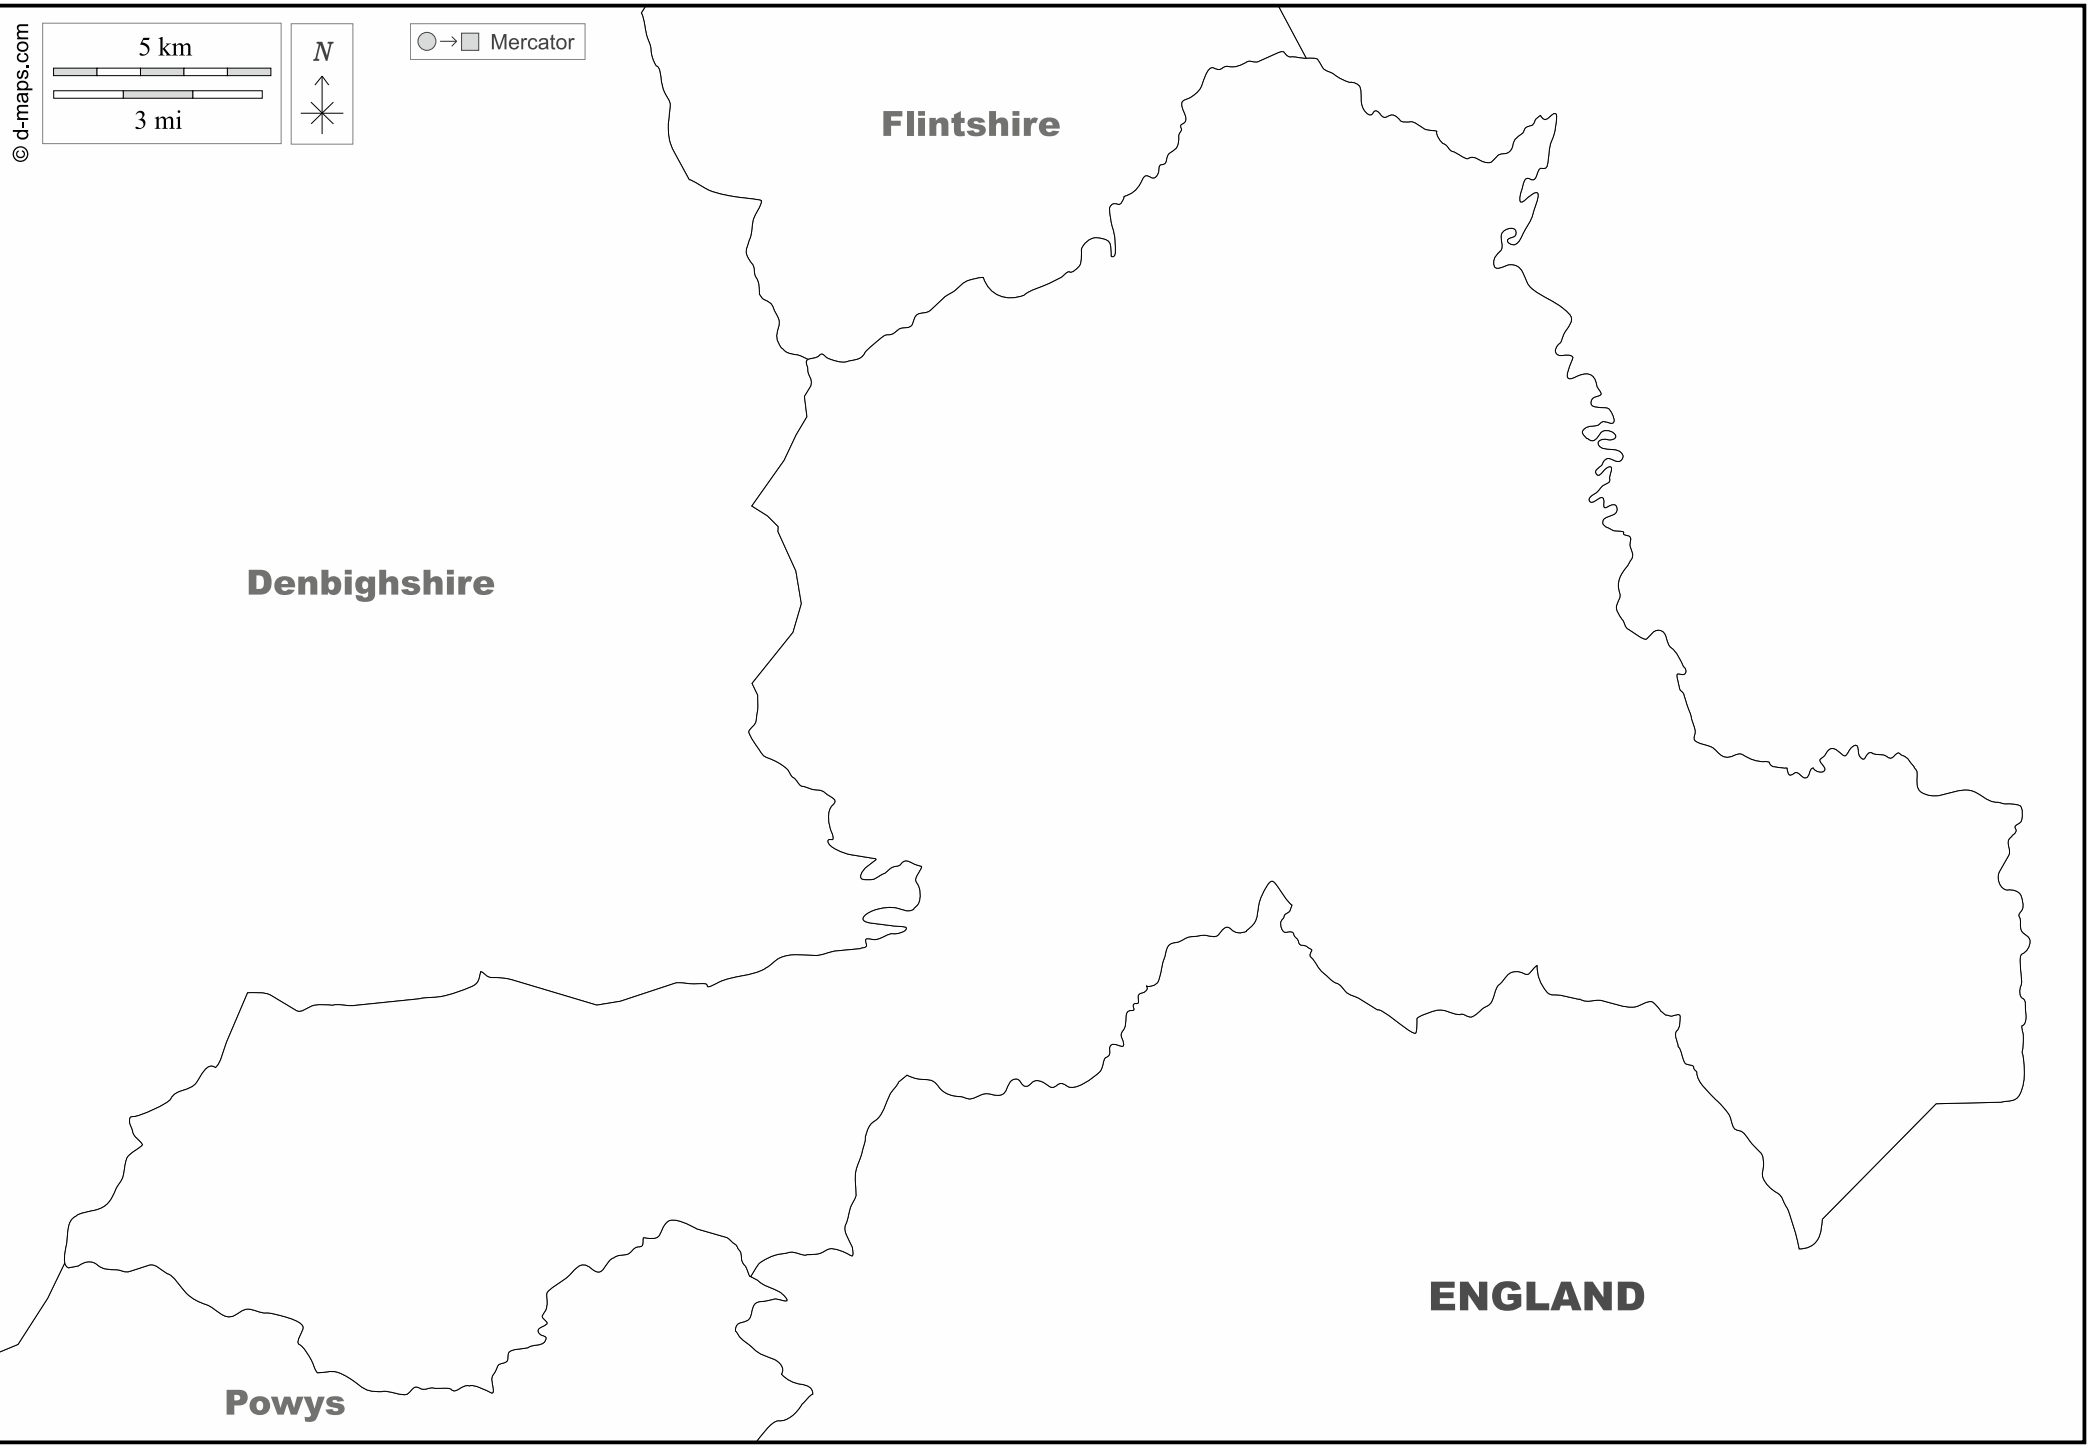 © d-maps.com
5 km
3 mi
N
Mercator
Flintshire
Denbighshire
ENGLAND
Powys